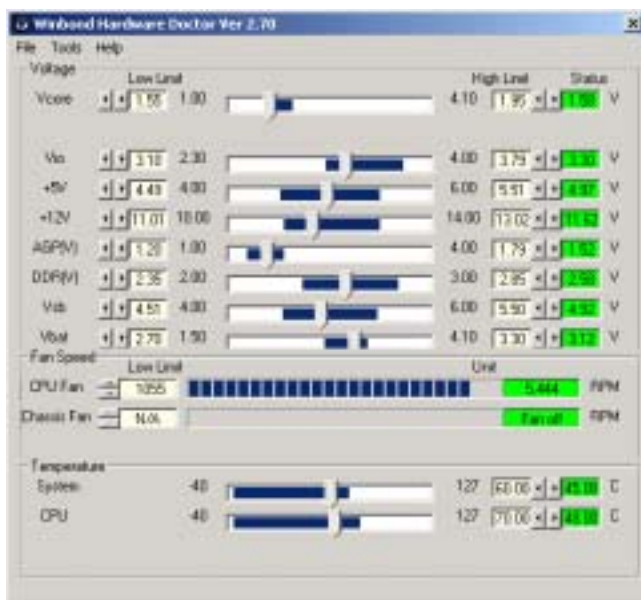 Winbond Hardware Doctor Ver 2.70
File Tools Help
Voltage
Low Limit High Limit Status
Vcore 1.55 1.00 4.10 1.95 V
Vio 3.10 2.30 4.00 3.79 3.30 V
+5V 4.49 4.00 6.00 5.51 4.97 V
+12V 11.01 10.00 14.00 13.02 11.62 V
AGP(V) 1.20 1.00 4.00 1.79 V
DDR(V) 2.35 2.00 3.00 2.85 V
Vsb 4.51 4.00 6.00 5.50 4.92 V
Vbat 2.70 1.50 4.10 3.30 3.12 V
Fan Speed
Low Limit Unit
CPU Fan 1055 5,444 RPM
Chassis Fan N/A Fan off RPM
Temperature
System -40 127 60.00 45.00 C
CPU -40 127 70.00 48.00 C